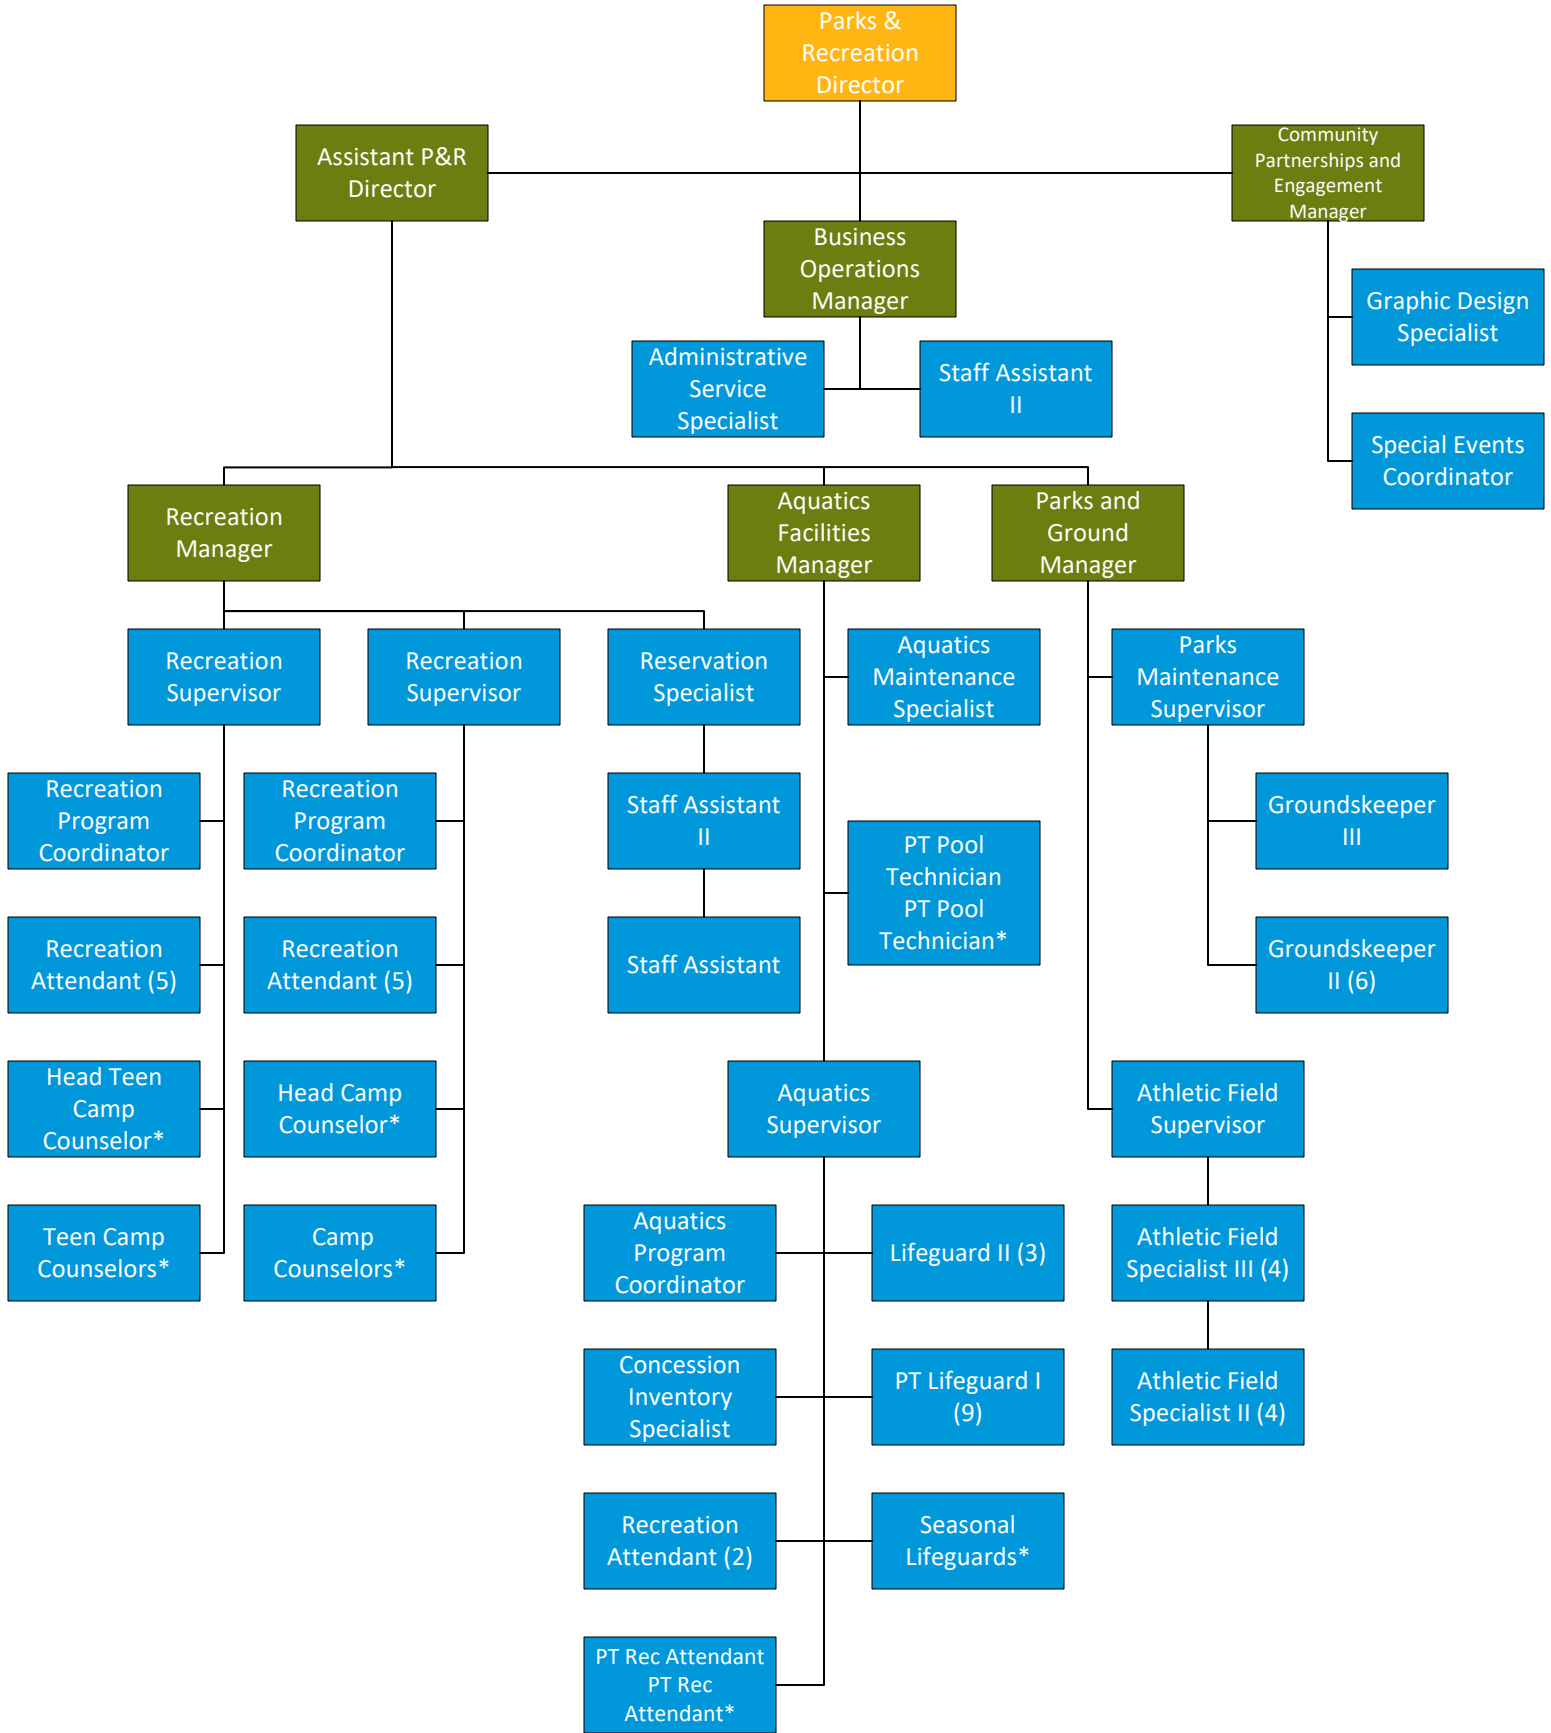 Parks &
Recreation
Director
Assistant P&R
Director
Community
Partnerships and
Engagement
Manager
Business
Operations
Manager
Graphic Design
Specialist
Administrative
Service
Specialist
Staff Assistant
II
Special Events
Coordinator
Recreation
Manager
Aquatics
Facilities
Manager
Parks and
Ground
Manager
Recreation
Supervisor
Recreation
Supervisor
Reservation
Specialist
Aquatics
Maintenance
Specialist
Parks
Maintenance
Supervisor
Recreation
Program
Coordinator
Recreation
Program
Coordinator
Staff Assistant
II
PT Pool
Technician
PT Pool
Technician*
Groundskeeper
III
Recreation
Attendant (5)
Recreation
Attendant (5)
Staff Assistant
Groundskeeper
II (6)
Head Teen
Camp
Counselor*
Head Camp
Counselor*
Aquatics
Supervisor
Athletic Field
Supervisor
Teen Camp
Counselors*
Camp
Counselors*
Aquatics
Program
Coordinator
Lifeguard II (3)
Athletic Field
Specialist III (4)
Concession
Inventory
Specialist
PT Lifeguard I
(9)
Athletic Field
Specialist II (4)
Recreation
Attendant (2)
Seasonal
Lifeguards*
PT Rec Attendant
PT Rec
Attendant*